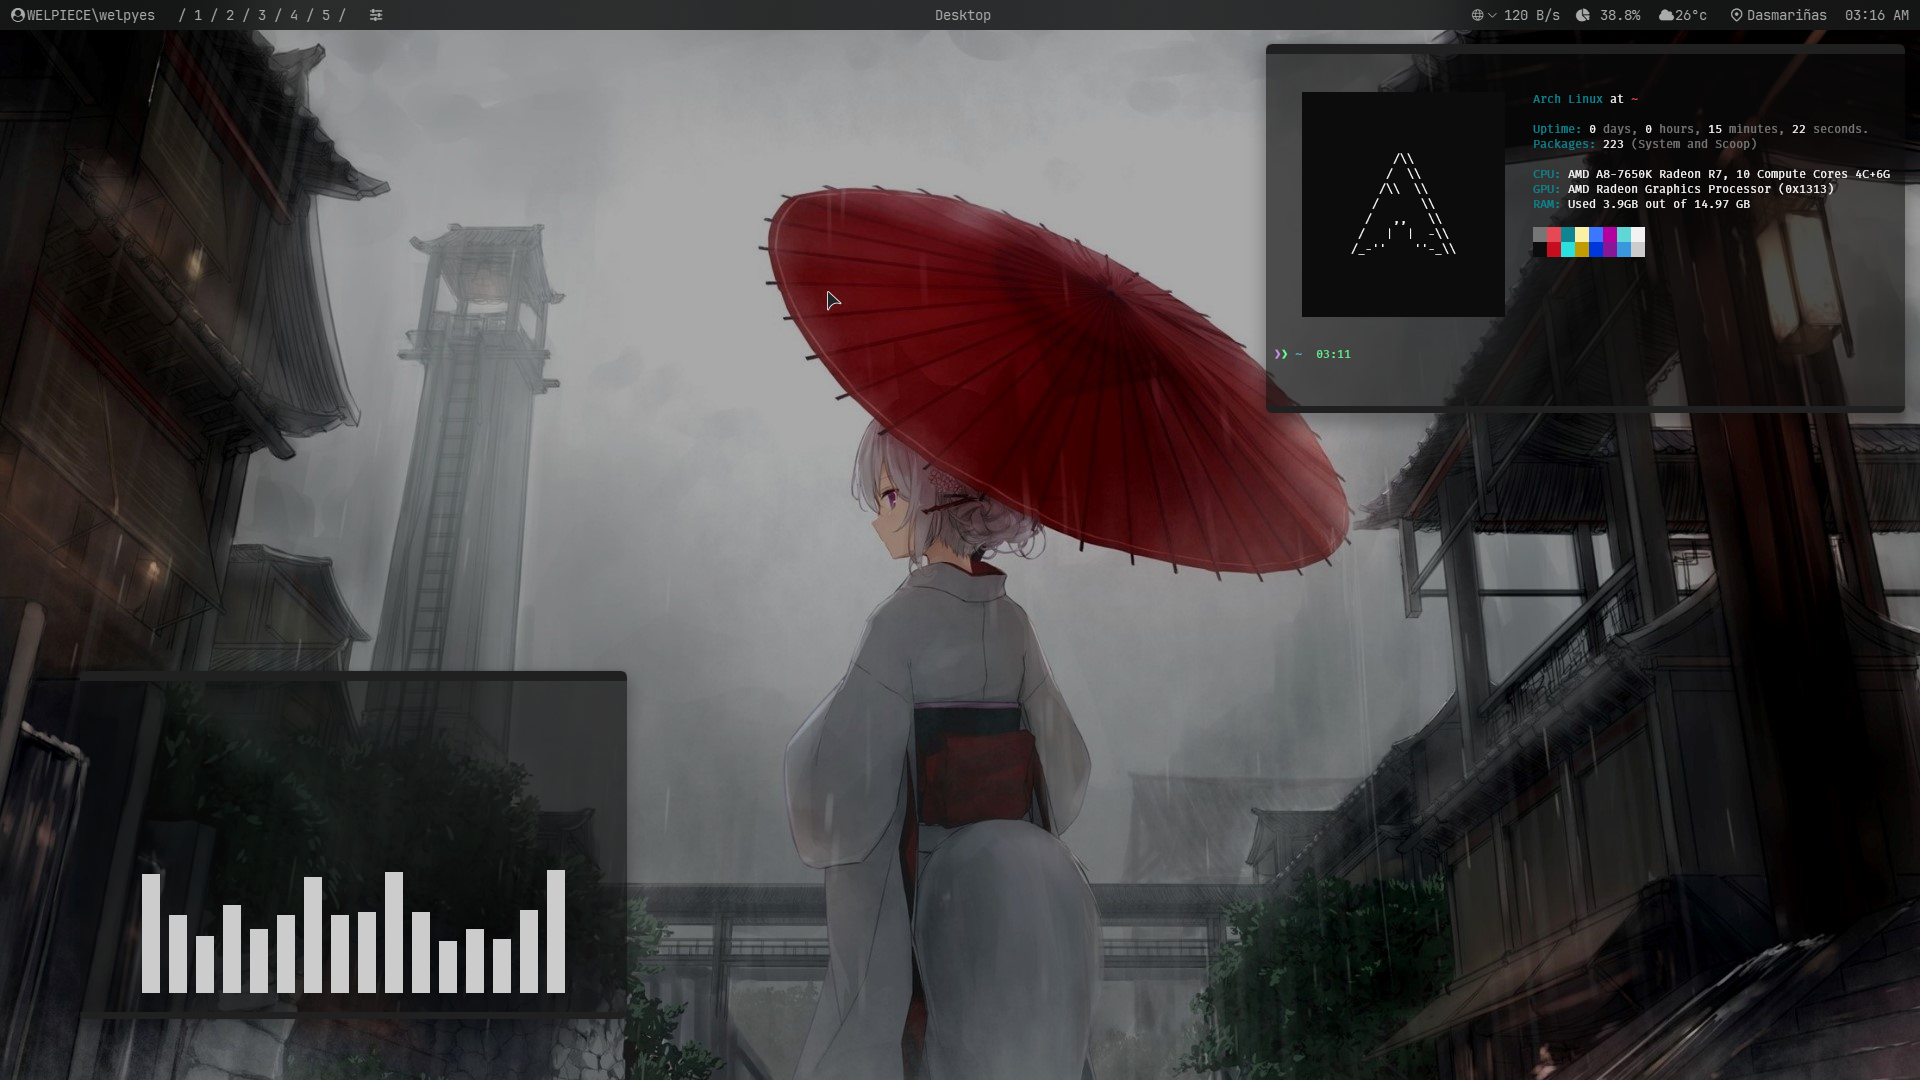 WELPIECE\welpyes / 1 / 2 / 3 / 4 / 5 / Desktop 120 B/s 38.8% 26°c Dasmariñas 03:16 AM
Arch Linux at ~
Uptime: 0 days, 0 hours, 15 minutes, 22 seconds.
Packages: 223 (System and Scoop)
CPU: AMD A8-7650K Radeon R7, 10 Compute Cores 4C+6G
GPU: AMD Radeon Graphics Processor (0x1313)
RAM: Used 3.9GB out of 14.97 GB
/\\
/  \\
/\\  \\
/      \\
/   ,,   \\
/   |  |  -\\
/_-''    ''-_\\
❯❯ ~ 03:11